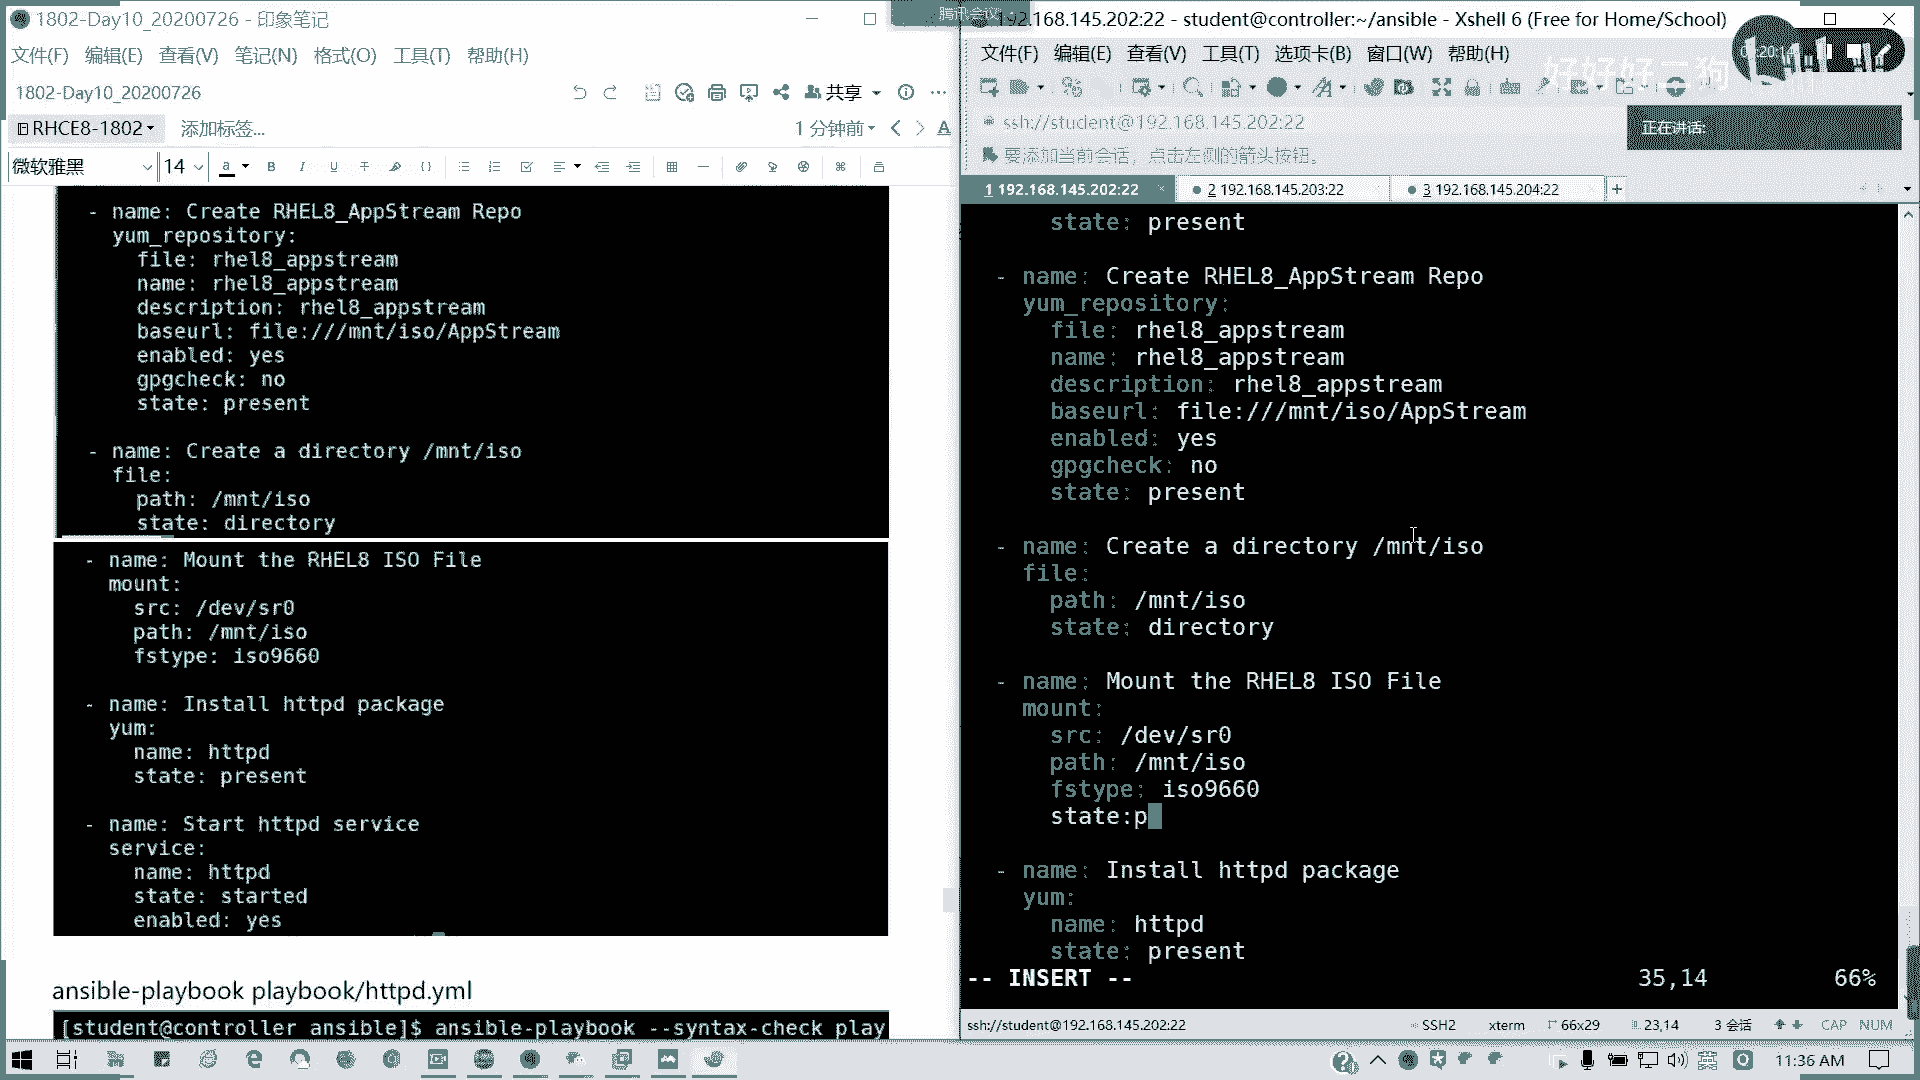 1802-Day10_20200726 - 印象笔记
文件(F) 编辑(E) 查看(V) 笔记(N) 格式(O) 工具(T) 帮助(H)
1802-Day10_20200726
共享
RHCE8-1802
添加标签...
1 分钟前
微软雅黑
14
- name: Create RHEL8_AppStream Repo
yum_repository:
file: rhel8_appstream
name: rhel8_appstream
description: rhel8_appstream
baseurl: file:///mnt/iso/AppStream
enabled: yes
gpgcheck: no
state: present
- name: Create a directory /mnt/iso
file:
path: /mnt/iso
state: directory
- name: Mount the RHEL8 ISO File
mount:
src: /dev/sr0
path: /mnt/iso
fstype: iso9660
- name: Install httpd package
yum:
name: httpd
state: present
- name: Start httpd service
service:
name: httpd
state: started
enabled: yes
ansible-playbook playbook/httpd.yml
[student@controller ansible]$ ansible-playbook --syntax-check play
腾讯会议
192.168.145.202:22 - student@controller:~/ansible - Xshell 6 (Free for Home/School)
文件(F) 编辑(E) 查看(V) 工具(T) 选项卡(B) 窗口(W) 帮助(H)
好好好二狗
ssh://student@192.168.145.202:22
正在讲话:
要添加当前会话，点击左侧的箭头按钮。
1 192.168.145.202:22
2 192.168.145.203:22
3 192.168.145.204:22
state: present
- name: Create RHEL8_AppStream Repo
yum_repository:
file: rhel8_appstream
name: rhel8_appstream
description: rhel8_appstream
baseurl: file:///mnt/iso/AppStream
enabled: yes
gpgcheck: no
state: present
- name: Create a directory /mnt/iso
file:
path: /mnt/iso
state: directory
- name: Mount the RHEL8 ISO File
mount:
src: /dev/sr0
path: /mnt/iso
fstype: iso9660
state:p
- name: Install httpd package
yum:
name: httpd
state: present
-- INSERT --
35,14
66%
ssh://student@192.168.145.202:22
SSH2
xterm
66x29
23,14
3 会话
CAP NUM
英
11:36 AM